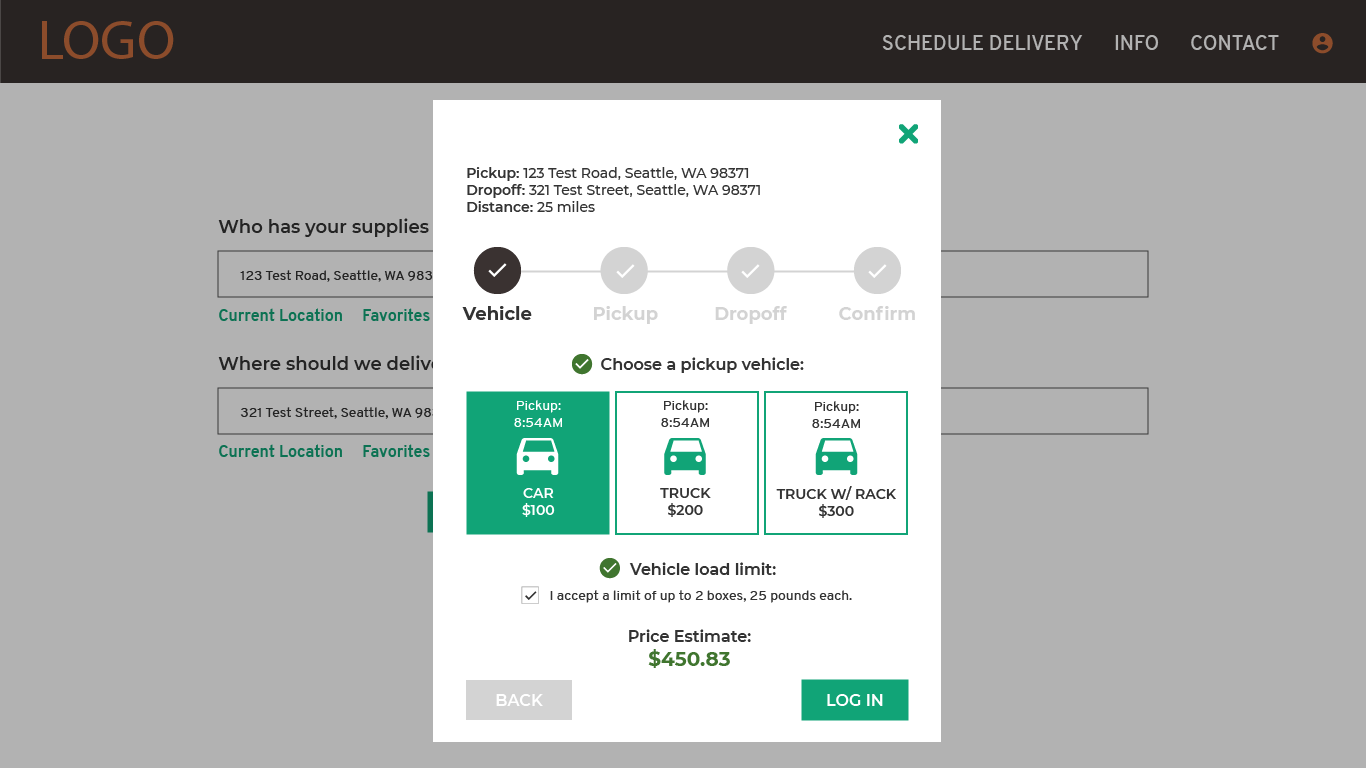 LOGO
SCHEDULE DELIVERY INFO CONTACT
Pickup: 123 Test Road, Seattle, WA 98371
Dropoff: 321 Test Street, Seattle, WA 98371
Distance: 25 miles
Who has your supplies
123 Test Road, Seattle, WA 983
Current Location Favorites
Where should we delive
321 Test Street, Seattle, WA 98
Current Location Favorites
Vehicle Pickup Dropoff Confirm
Choose a pickup vehicle:
Pickup:
8:54AM
CAR
$100
Pickup:
8:54AM
TRUCK
$200
Pickup:
8:54AM
TRUCK W/ RACK
$300
Vehicle load limit:
I accept a limit of up to 2 boxes, 25 pounds each.
Price Estimate:
$450.83
BACK LOG IN